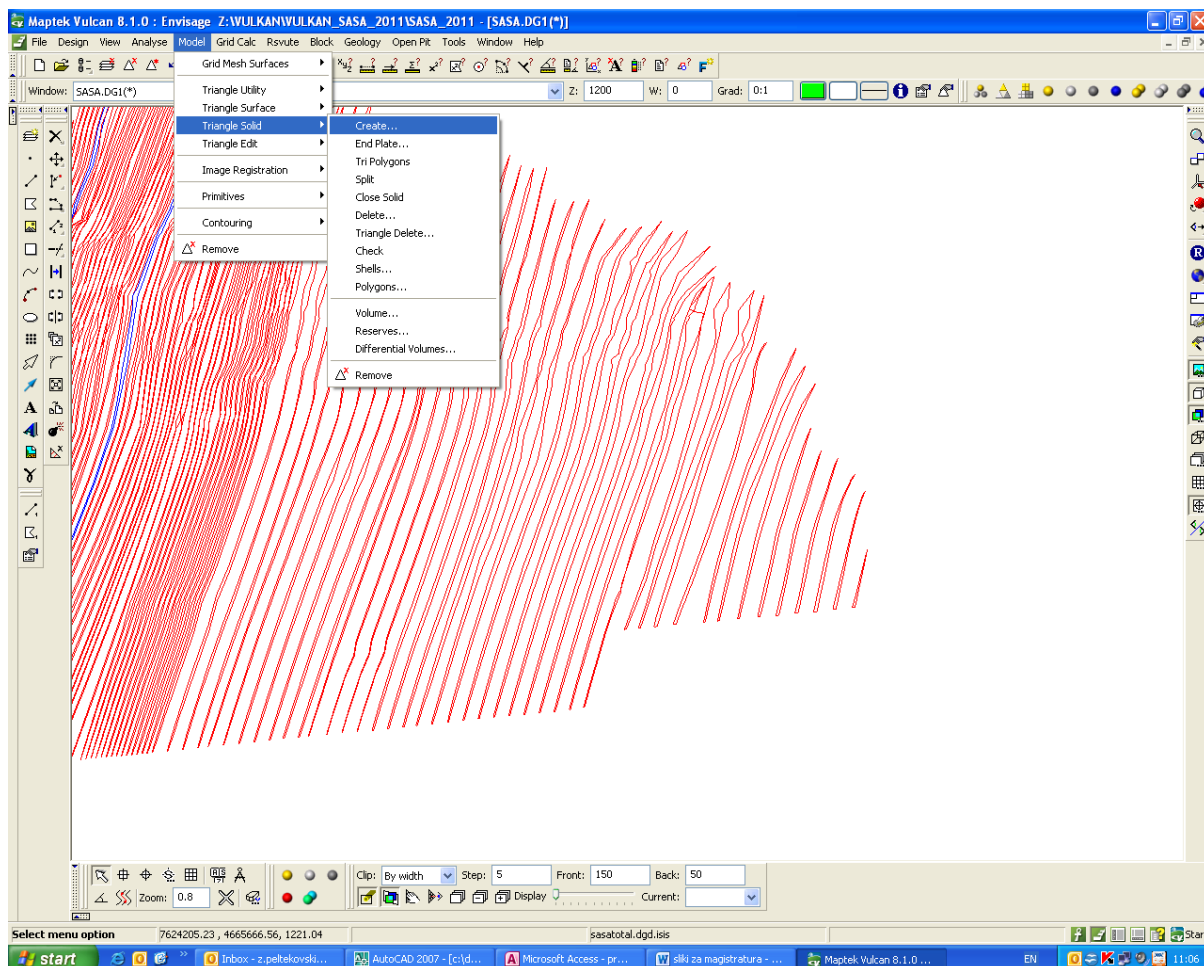 Maptek Vulcan 8.1.0 : Envisage Z:\VULKAN\VULKAN_SASA_2011\SASA_2011 - [SASA.DG1(*)]
File Design View Analyse Model Grid Calc Rsvute Block Geology Open Pit Tools Window Help
Window: SASA.DG1(*) Z: 1200 W: 0 Grad: 0:1
Grid Mesh Surfaces
Triangle Utility
Triangle Surface
Triangle Solid
Triangle Edit
Image Registration
Primitives
Contouring
Remove
Create...
End Plate...
Tri Polygons
Split
Close Solid
Delete...
Triangle Delete...
Check
Shells...
Polygons...
Volume...
Reserves...
Differential Volumes...
Remove
Clip: By width Step: 5 Front: 150 Back: 50
Zoom: 0.8 Display Current:
Select menu option 7624205.23 , 4665666.56, 1221.04 sasatotal.dgd.isis Star
start Inbox - z.peltekovski... AutoCAD 2007 - [c:\d... Microsoft Access - pr... sliki za magistratura - ... Maptek Vulcan 8.1.0 ... EN 11:06